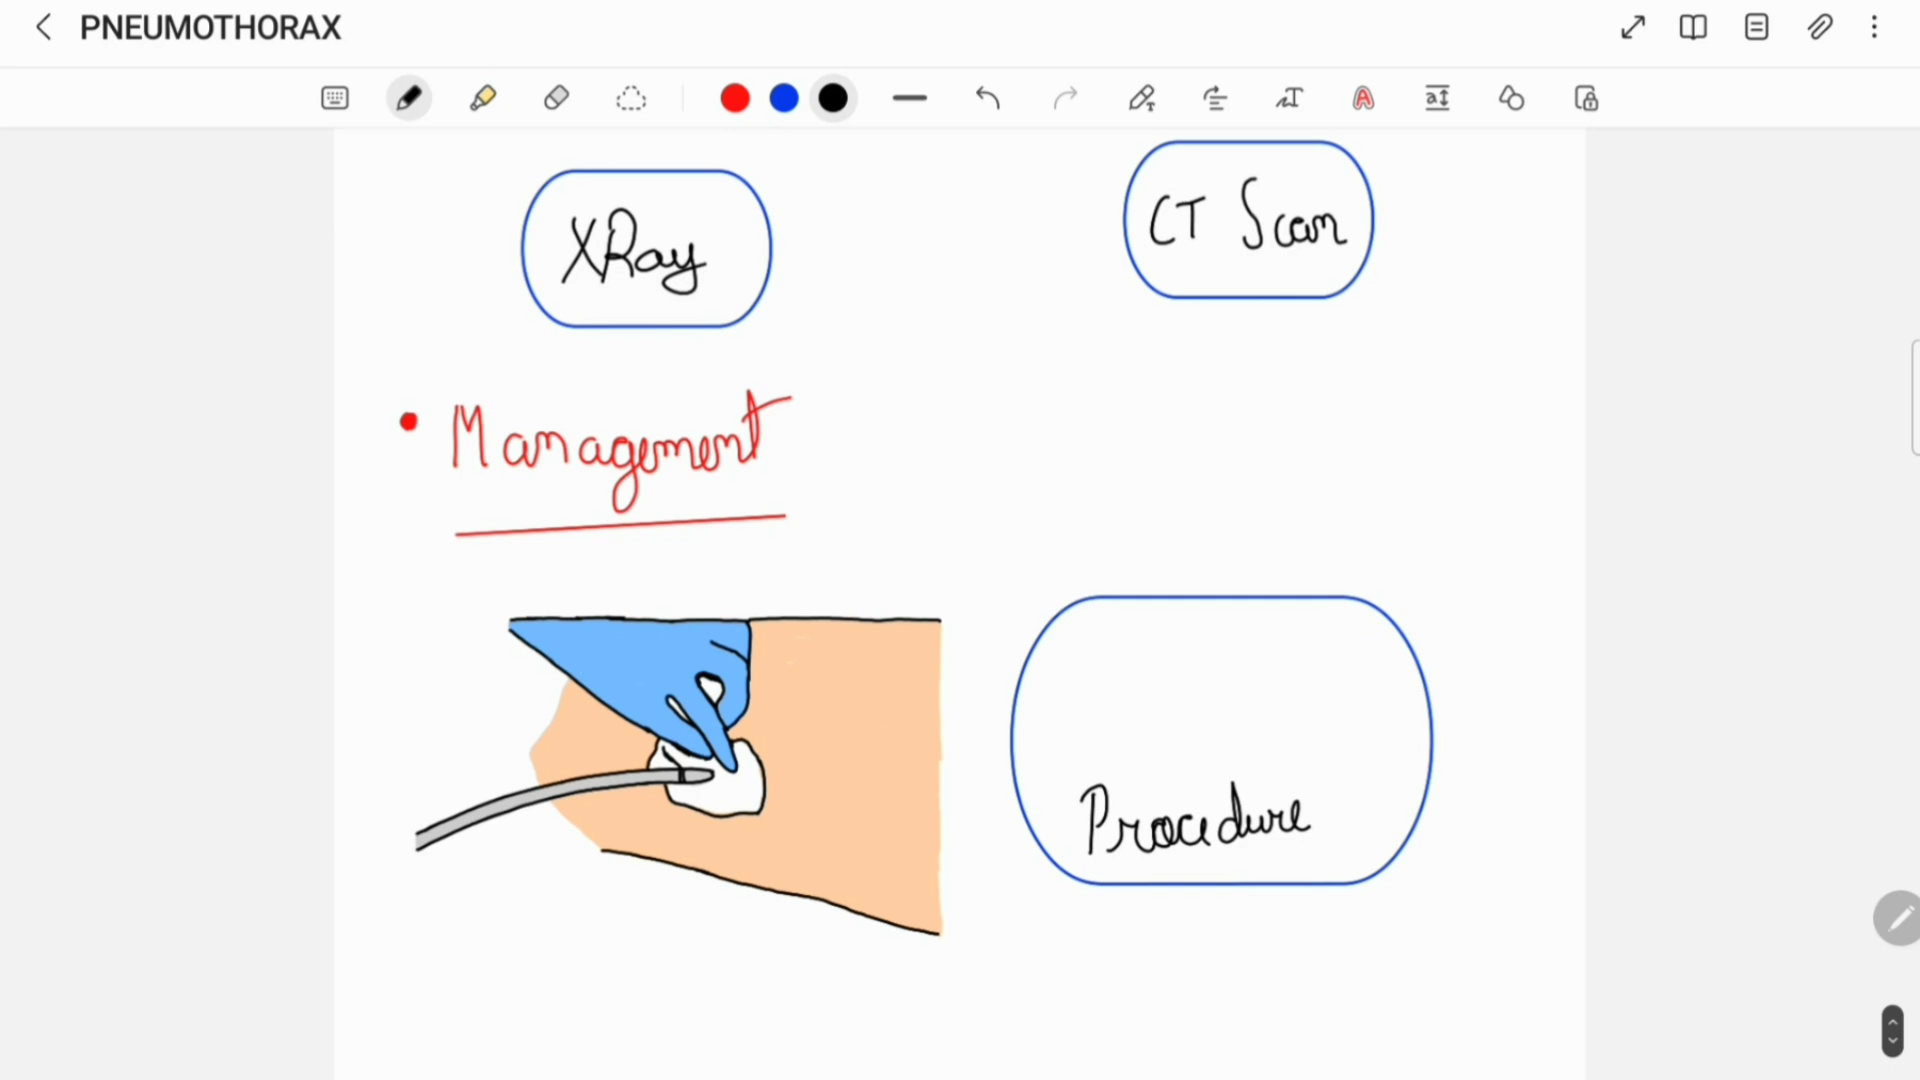 PNEUMOTHORAX
XRay
CT Scan
Management
Procedure